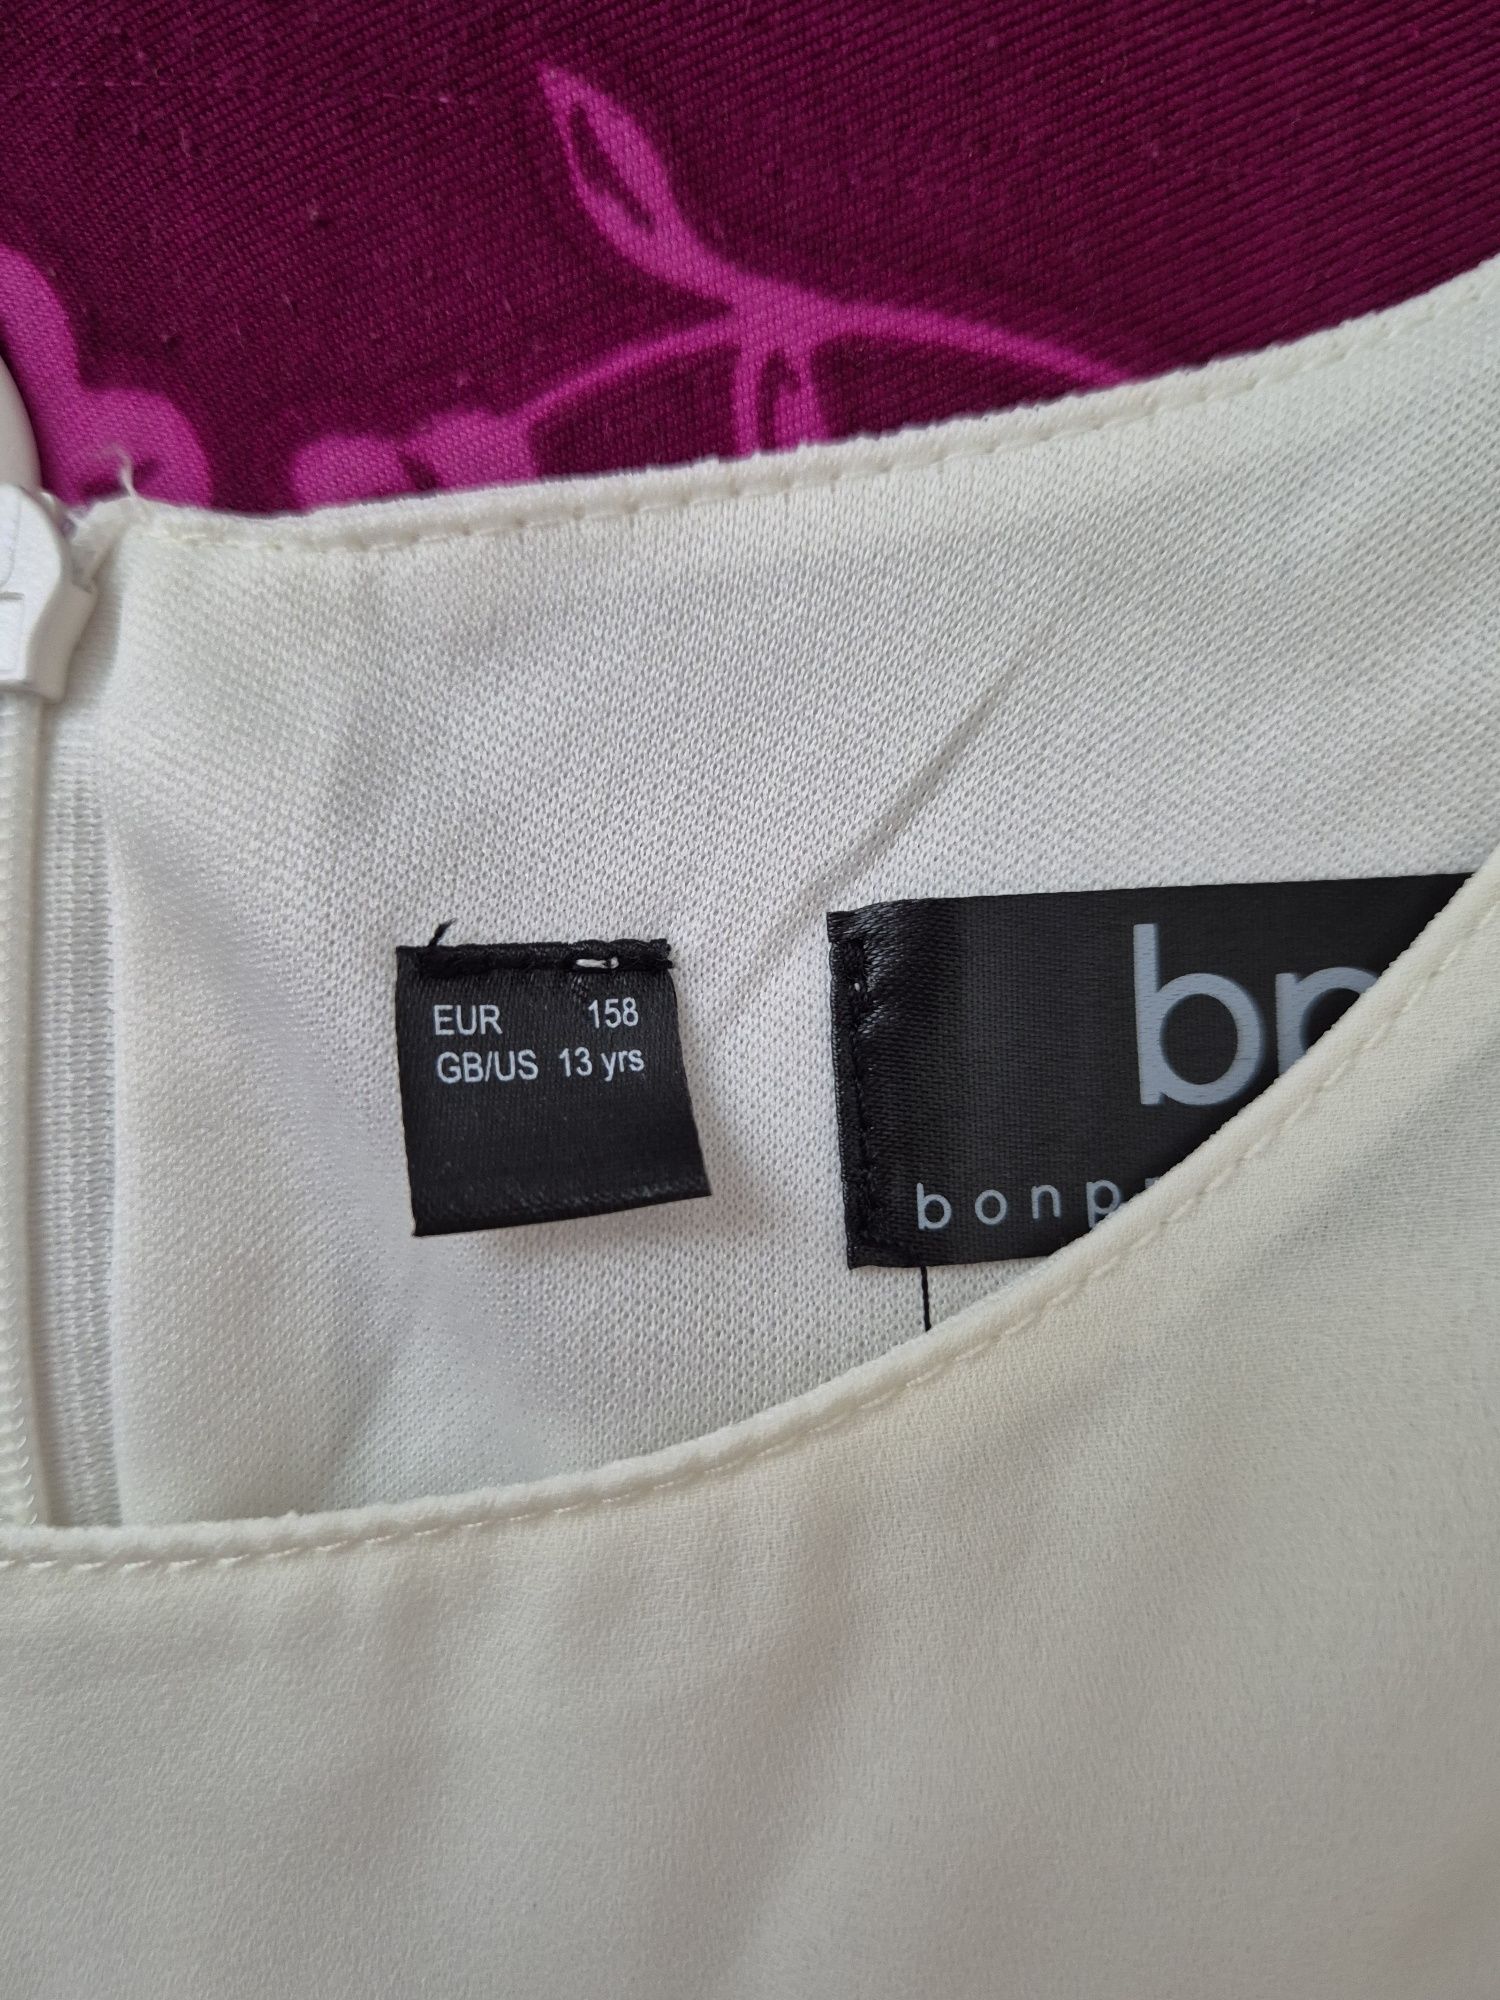 EUR 158
GB/US 13 yrs
bp
bonp